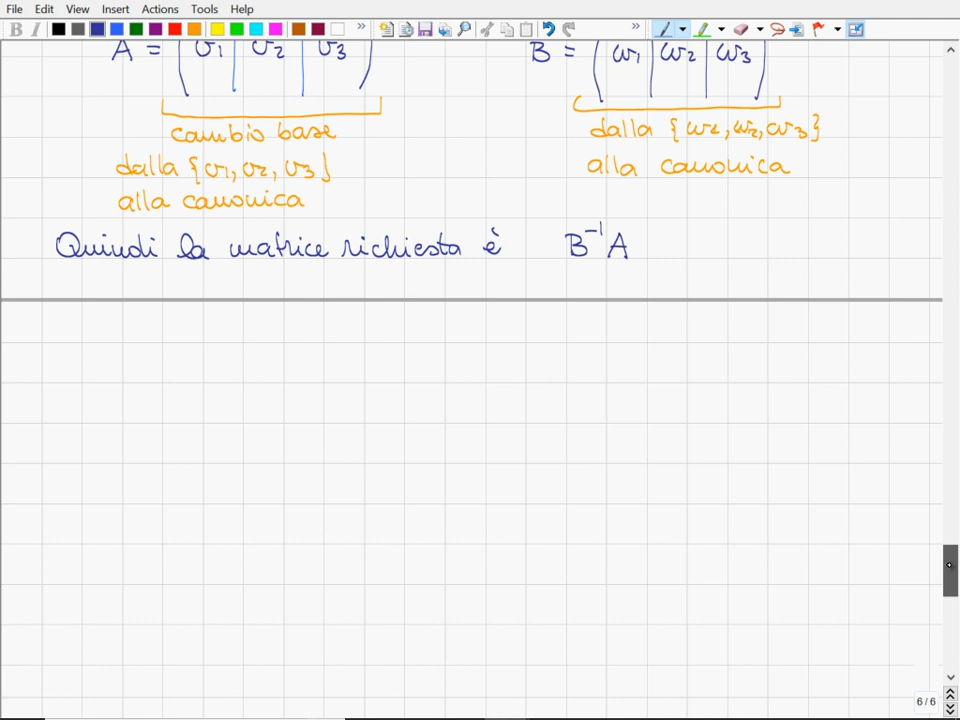 File Edit View Insert Actions Tools Help
B I
A = ( v1 | v2 | v3 )
B = ( w1 | w2 | w3 )
cambio base
dalla {v1, v2, v3}
alla canonica
dalla {w1, w2, w3}
alla canonica
Quindi la matrice richiesta è B⁻¹A
6 / 6